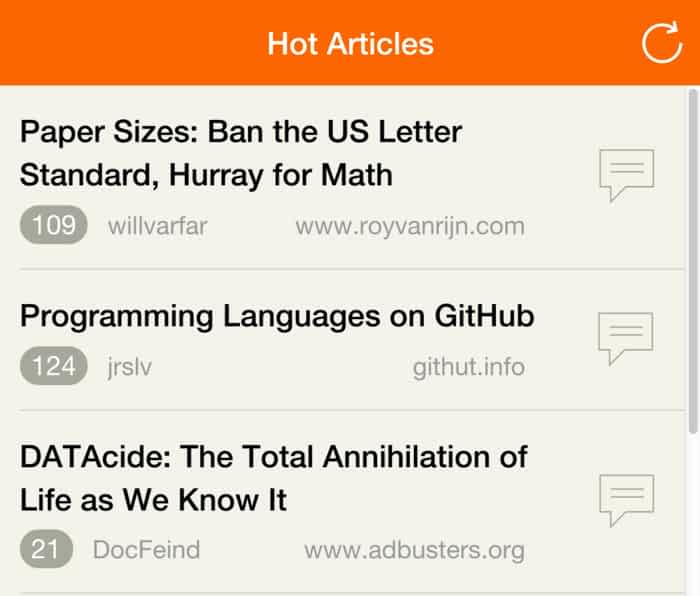 Hot Articles
Paper Sizes: Ban the US Letter
Standard, Hurray for Math
109 willvarfar www.royvanrijn.com
Programming Languages on GitHub
124 jrslv githut.info
DATAcide: The Total Annihilation of
Life as We Know It
21 DocFeind www.adbusters.org